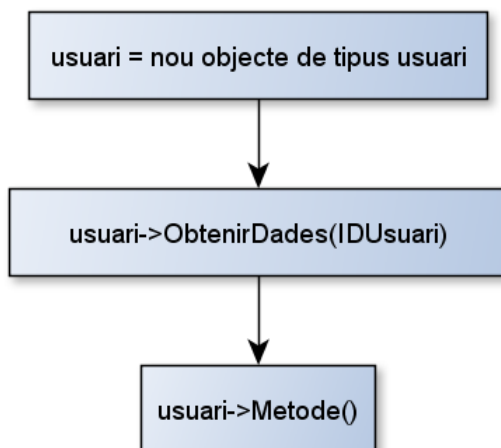 usuari = nou objecte de tipus usuari
usuari->ObtenirDades(IDUsuari)
usuari->Metode()